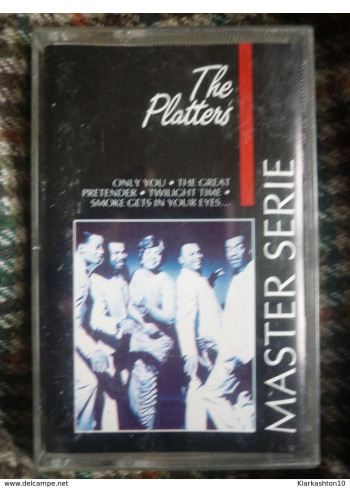 The
Platters
ONLY YOU • THE GREAT
PRETENDER • TWILIGHT TIME •
SMOKE GETS IN YOUR EYES...
MASTER SERIE
delcampe.net
Klarkashton10